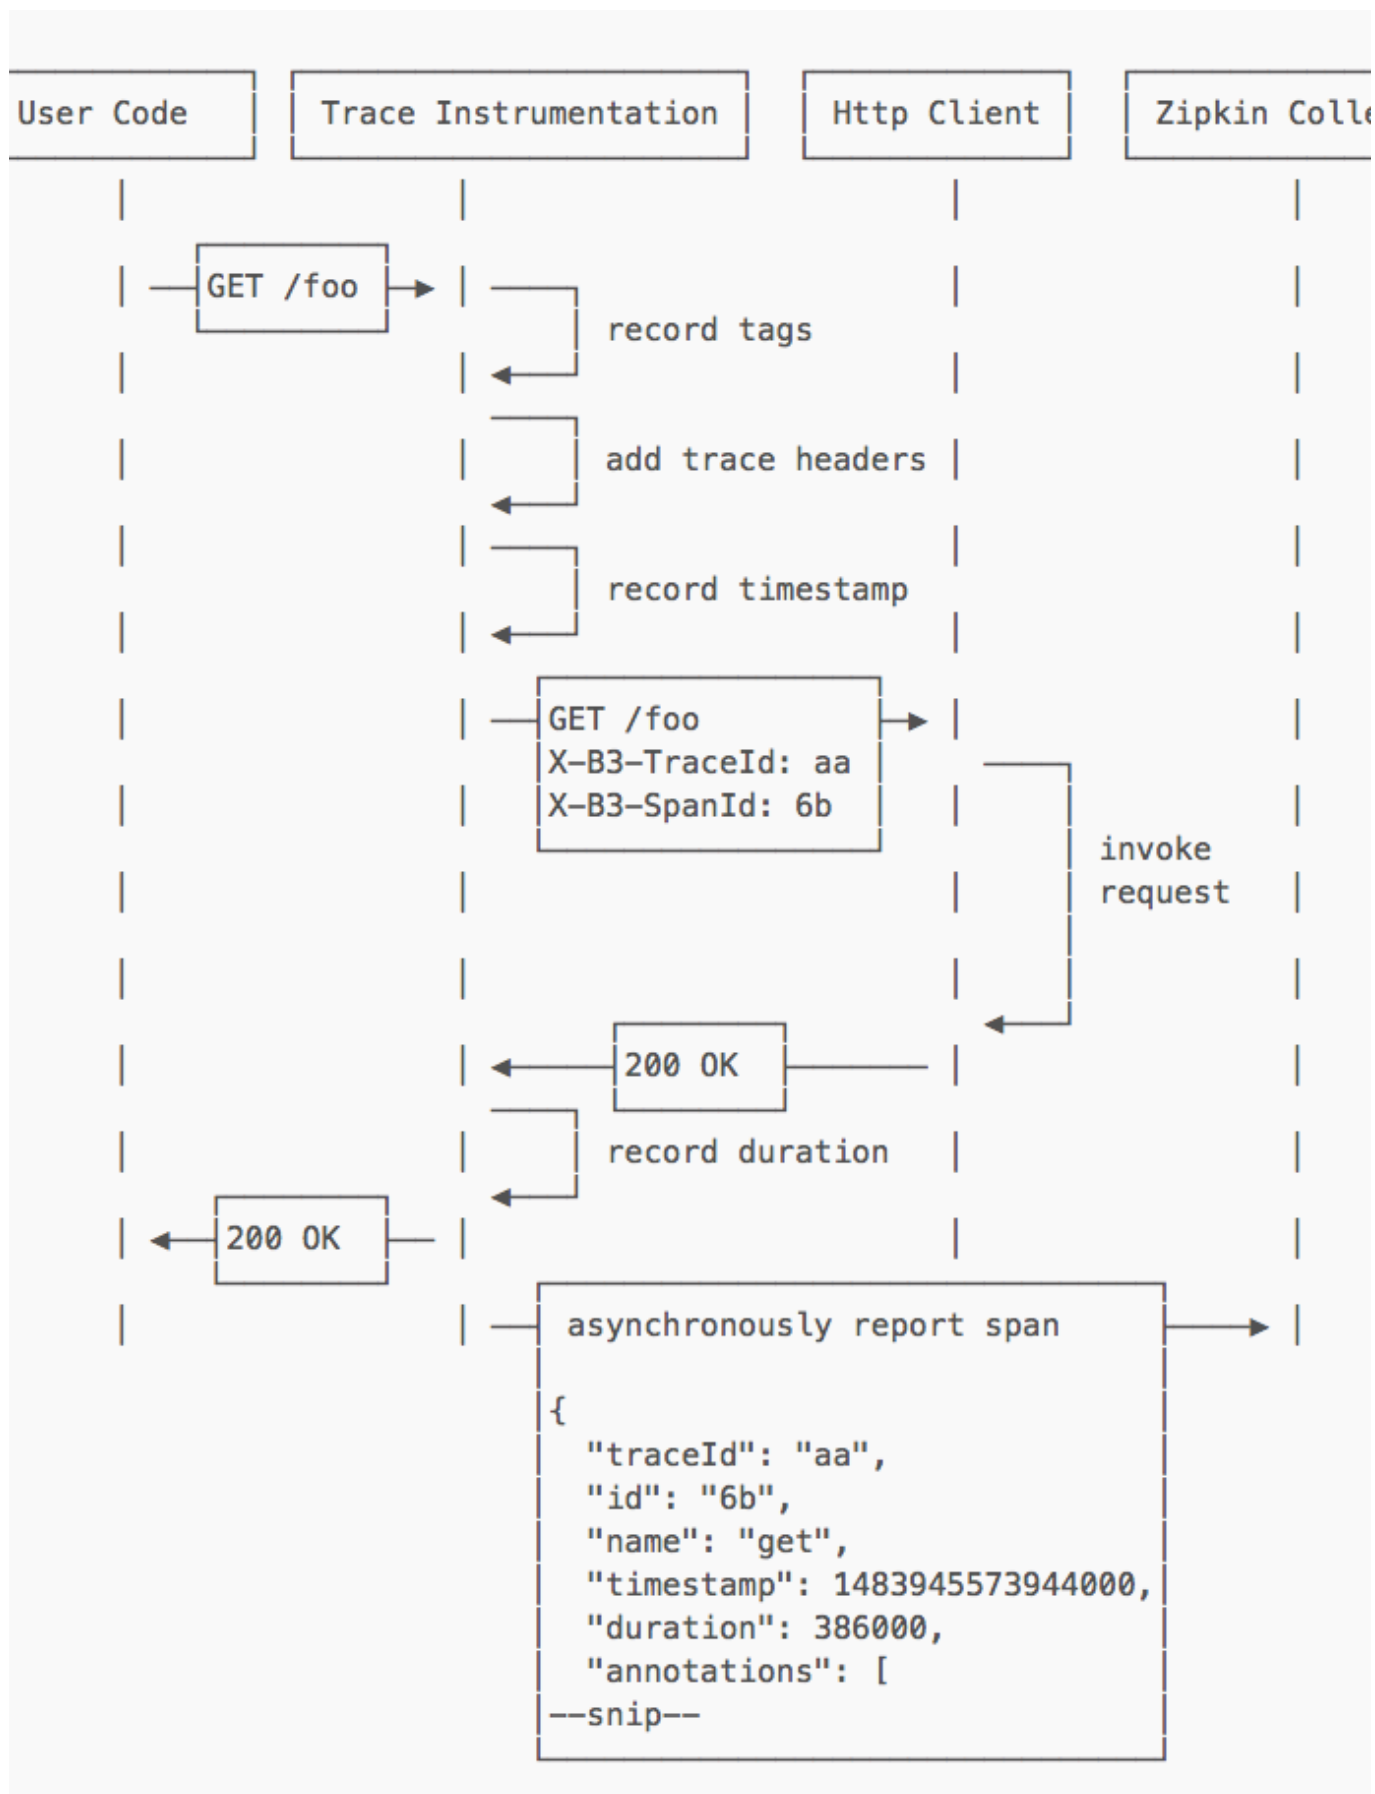 User Code
Trace Instrumentation
Http Client
Zipkin Colle
GET /foo
record tags
add trace headers
record timestamp
GET /foo
X-B3-TraceId: aa
X-B3-SpanId: 6b
invoke
request
200 OK
record duration
200 OK
asynchronously report span
{
"traceId": "aa",
"id": "6b",
"name": "get",
"timestamp": 1483945573944000,
"duration": 386000,
"annotations": [
--snip--